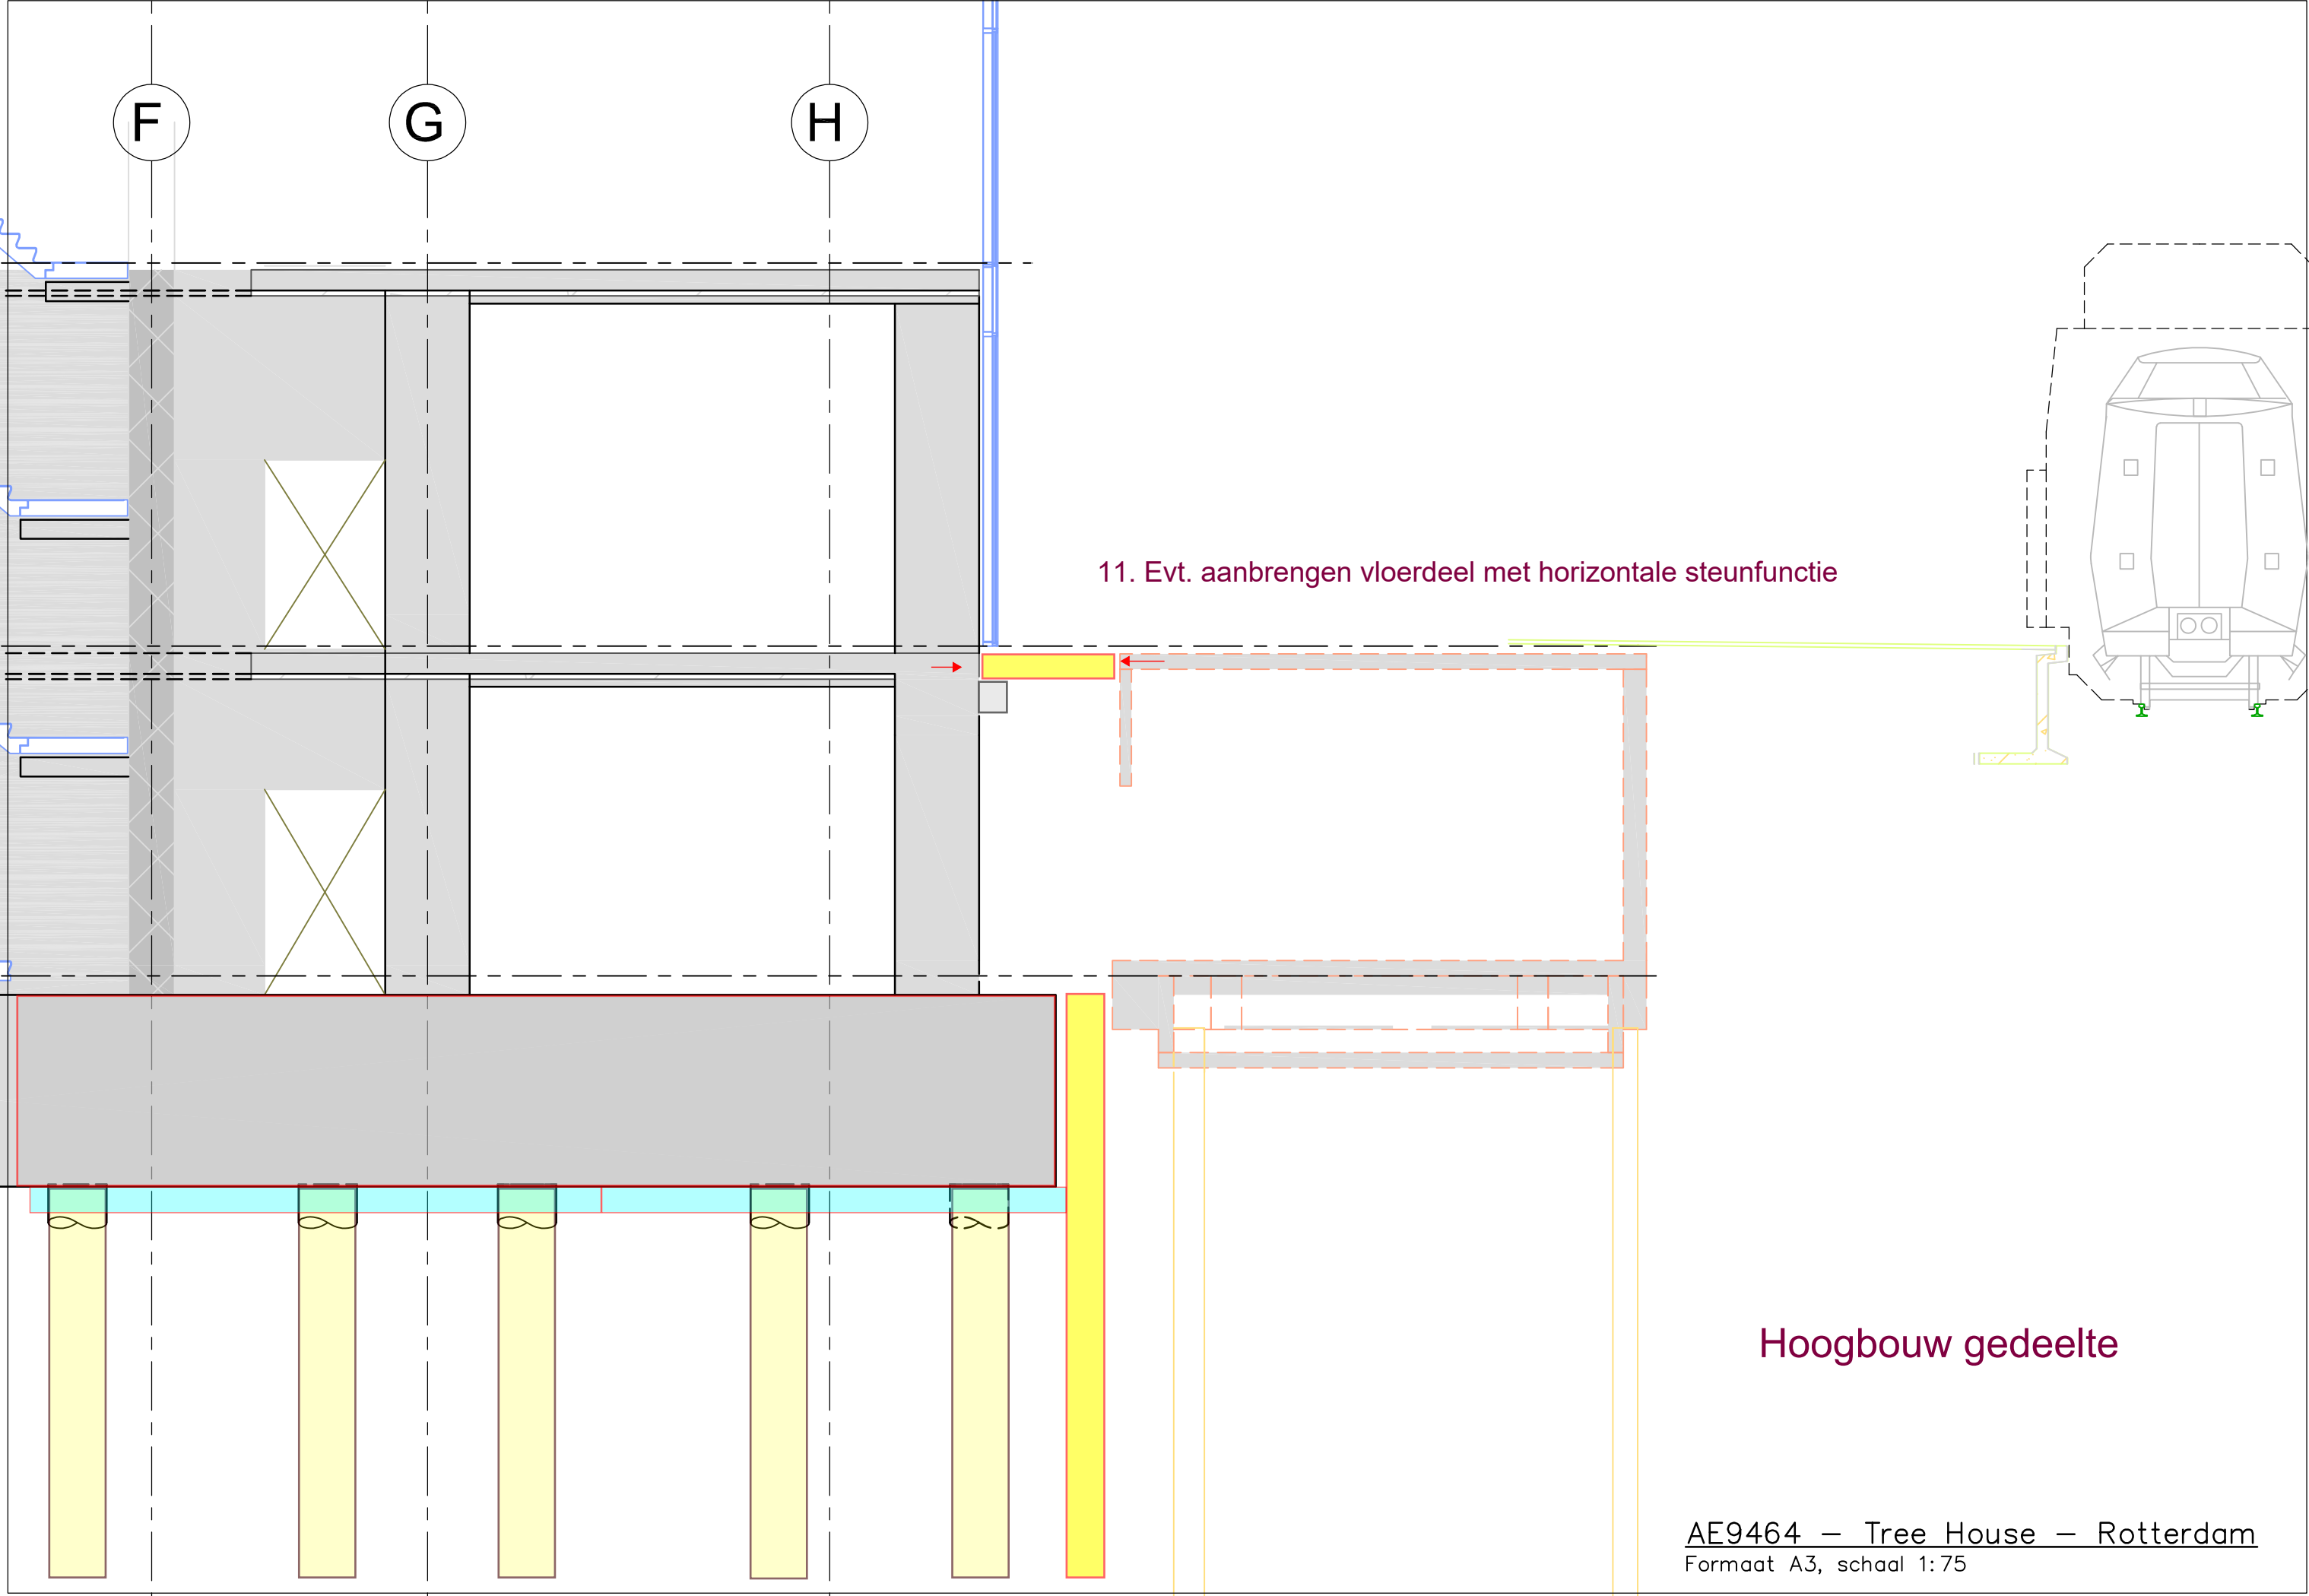 F
G
H
11. Evt. aanbrengen vloerdeel met horizontale steunfunctie
Hoogbouw gedeelte
AE9464 – Tree House – Rotterdam
Formaat A3, schaal 1:75